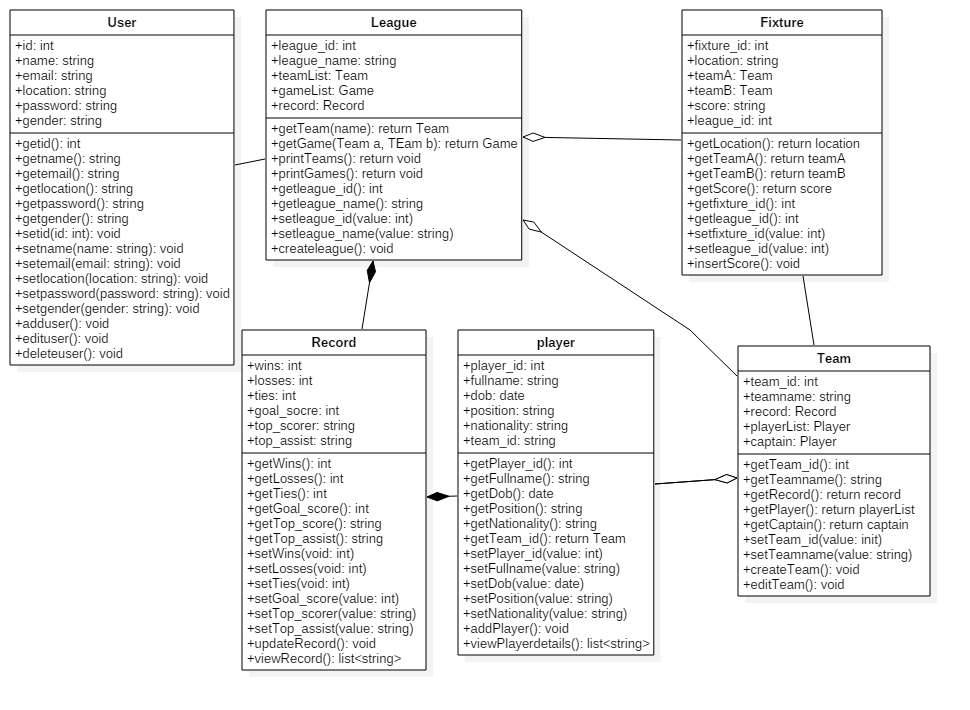 User
+id: int
+name: string
+email: string
+location: string
+password: string
+gender: string
+getid(): int
+getname(): string
+getemail(): string
+getlocation(): string
+getpassword(): string
+getgender(): string
+setid(id: int): void
+setname(name: string): void
+setemail(email: string): void
+setlocation(location: string): void
+setpassword(password: string): void
+setgender(gender: string): void
+adduser(): void
+edituser(): void
+deleteuser(): void
League
+league_id: int
+league_name: string
+teamList: Team
+gameList: Game
+record: Record
+getTeam(name): return Team
+getGame(Team a, TEam b): return Game
+printTeams(): return void
+printGames(): return void
+getleague_id(): int
+getleague_name(): string
+setleague_id(value: int)
+setleague_name(value: string)
+createleague(): void
Fixture
+fixture_id: int
+location: string
+teamA: Team
+teamB: Team
+score: string
+league_id: int
+getLocation(): return location
+getTeamA(): return teamA
+getTeamB(): return teamB
+getScore(): return score
+getfixture_id(): int
+getleague_id(): int
+setfixture_id(value: int)
+setleague_id(value: int)
+insertScore(): void
Record
+wins: int
+losses: int
+ties: int
+goal_socre: int
+top_scorer: string
+top_assist: string
+getWins(): int
+getLosses(): int
+getTies(): int
+getGoal_score(): int
+getTop_score(): string
+getTop_assist(): string
+setWins(void: int)
+setLosses(void: int)
+setTies(void: int)
+setGoal_score(value: int)
+setTop_scorer(value: string)
+setTop_assist(value: string)
+updateRecord(): void
+viewRecord(): list<string>
player
+player_id: int
+fullname: string
+dob: date
+position: string
+nationality: string
+team_id: string
+getPlayer_id(): int
+getFullname(): string
+getDob(): date
+getPosition(): string
+getNationality(): string
+getTeam_id(): return Team
+setPlayer_id(value: int)
+setFullname(value: string)
+setDob(value: date)
+setPosition(value: string)
+setNationality(value: string)
+addPlayer(): void
+viewPlayerdetails(): list<string>
Team
+team_id: int
+teamname: string
+record: Record
+playerList: Player
+captain: Player
+getTeam_id(): int
+getTeamname(): string
+getRecord(): return record
+getPlayer(): return playerList
+getCaptain(): return captain
+setTeam_id(value: init)
+setTeamname(value: string)
+createTeam(): void
+editTeam(): void